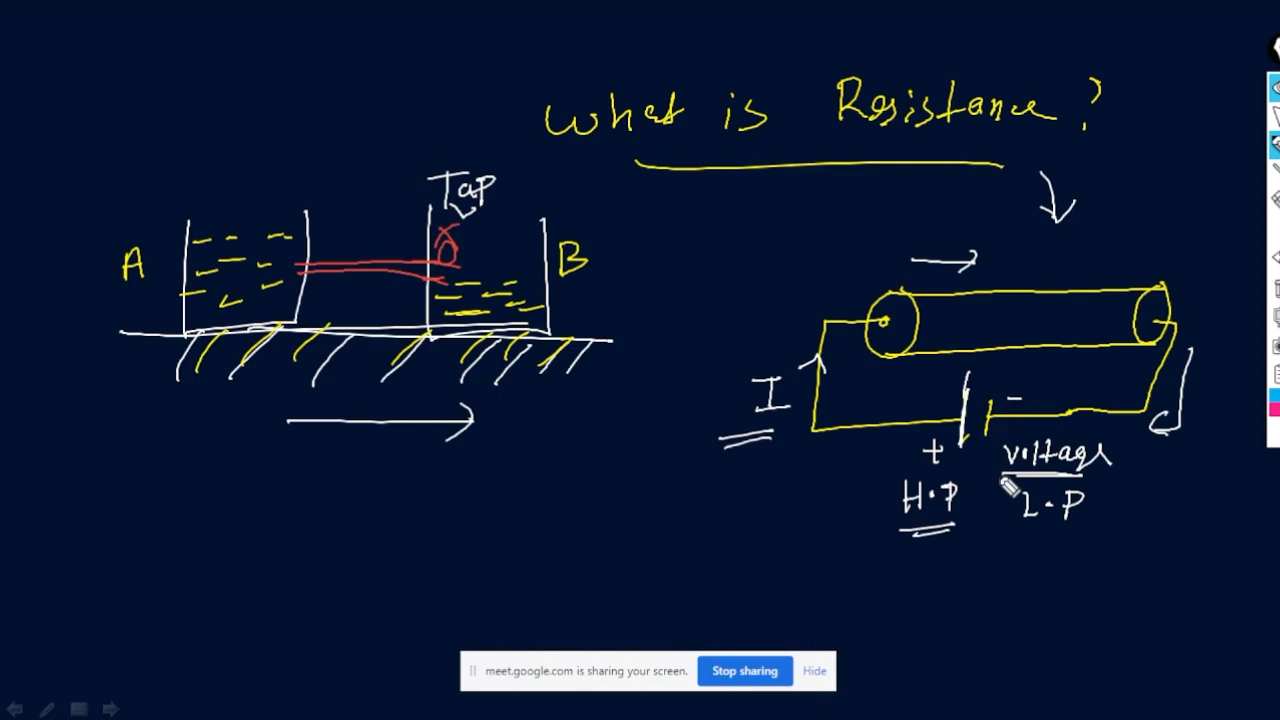 What is Resistance?
Tap
A
B
I
+
-
voltage
H.P
L.P
meet.google.com is sharing your screen.
Stop sharing
Hide